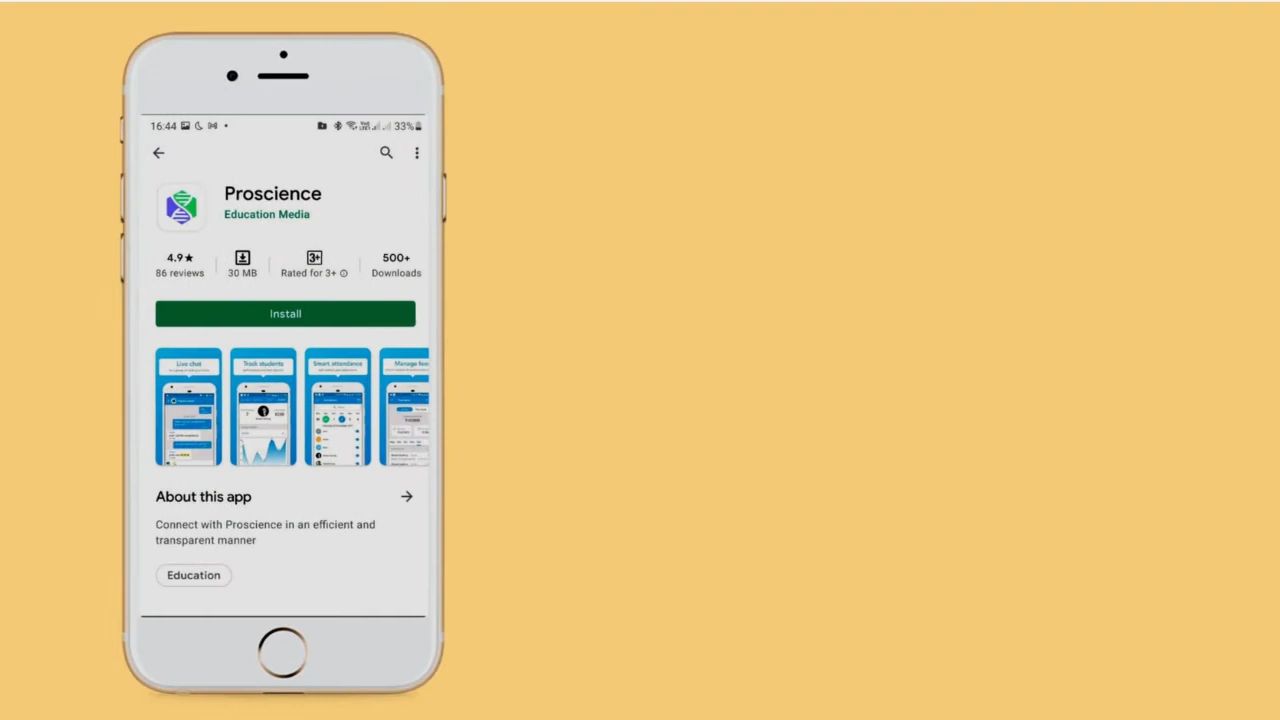 16:44
33%
Proscience
Education Media
4.9★
86 reviews
30 MB
3+
Rated for 3+
500+
Downloads
Install
Live chat
Track students
Smart attendance
Manage fees
About this app
Connect with Proscience in an efficient and
transparent manner
Education